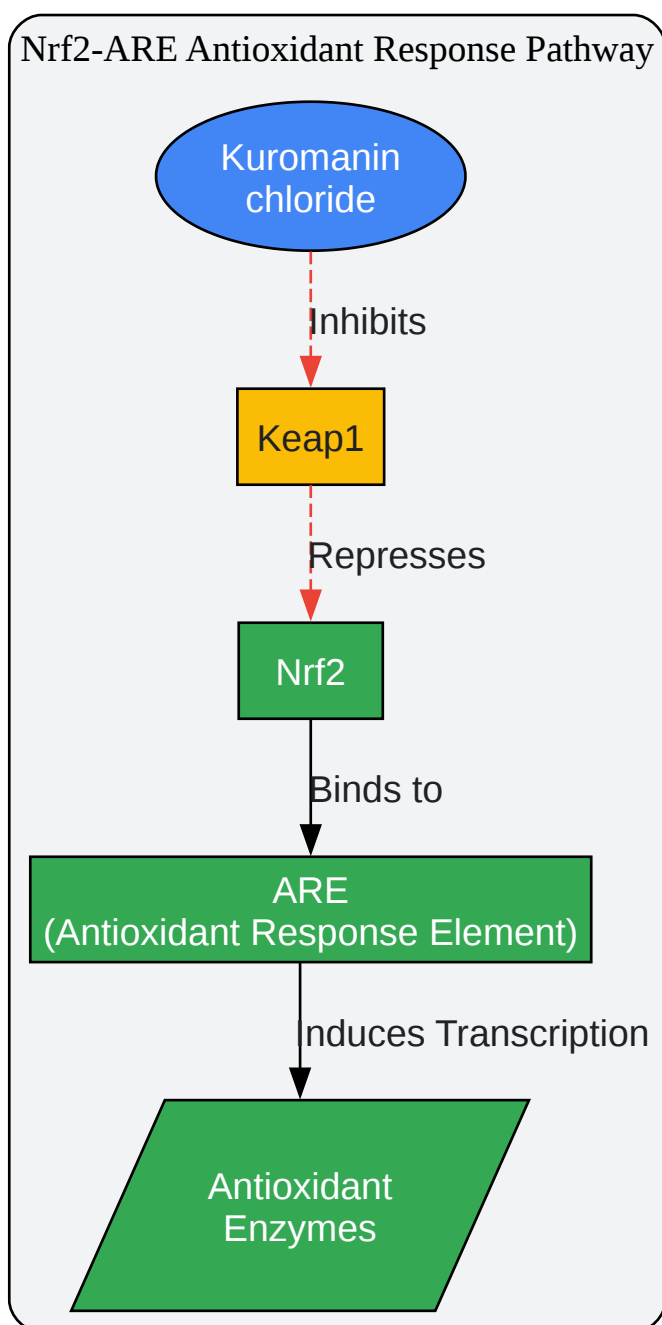 Nrf2-ARE Antioxidant Response Pathway
Kuromanin
chloride
Inhibits
Keap1
Represses
Nrf2
Binds to
ARE
(Antioxidant Response Element)
Induces Transcription
Antioxidant
Enzymes